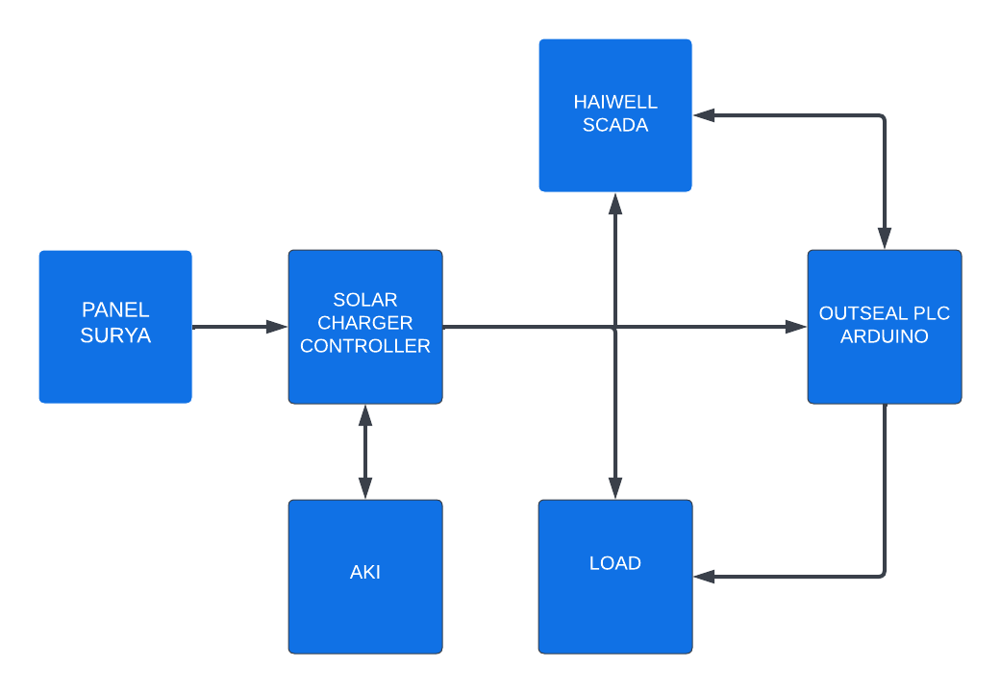 HAIWELL
SCADA
PANEL
SURYA
SOLAR
CHARGER
CONTROLLER
OUTSEAL PLC
ARDUINO
AKI
LOAD